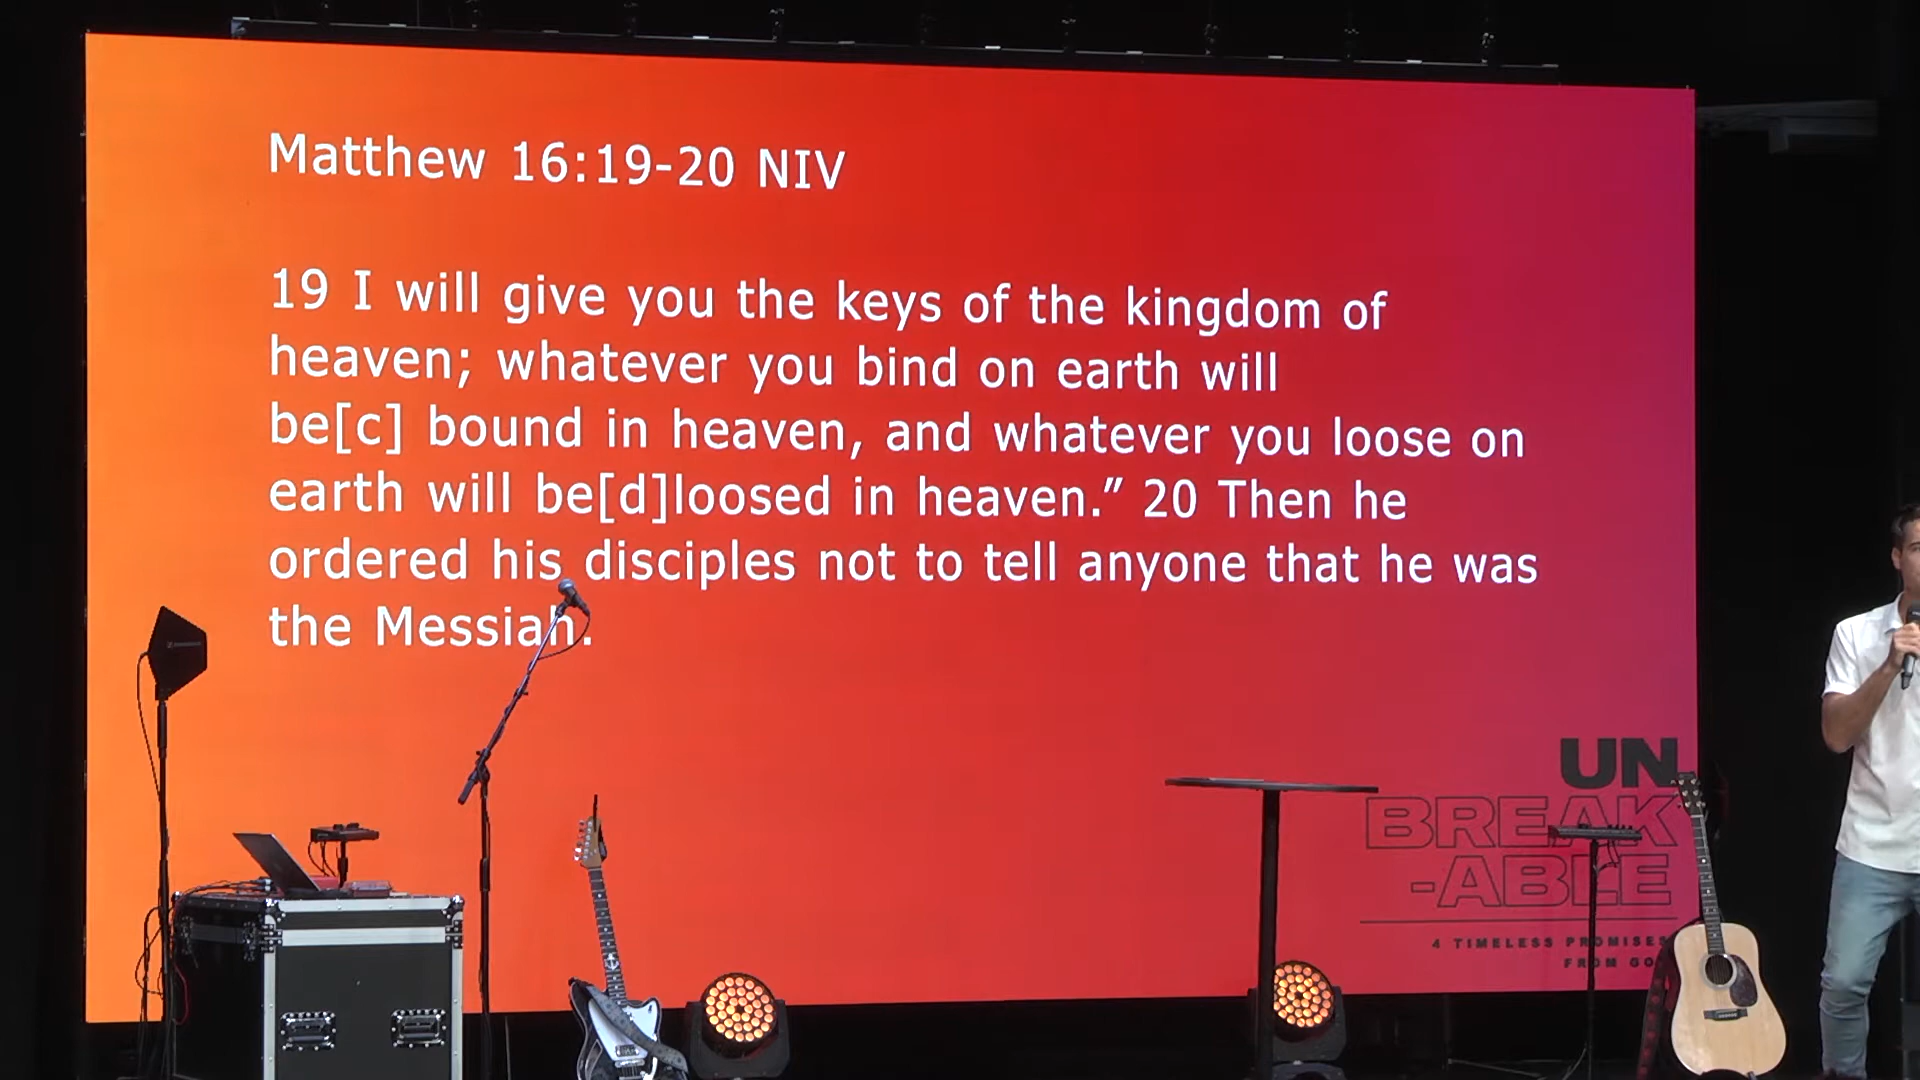 Matthew 16:19-20 NIV
19 I will give you the keys of the kingdom of
heaven; whatever you bind on earth will
be[c] bound in heaven, and whatever you loose on
earth will be[d]loosed in heaven.” 20 Then he
ordered his disciples not to tell anyone that he was
the Messiah.
UN
BREAK
-ABLE
4 TIMELESS PROMISES
FROM GO